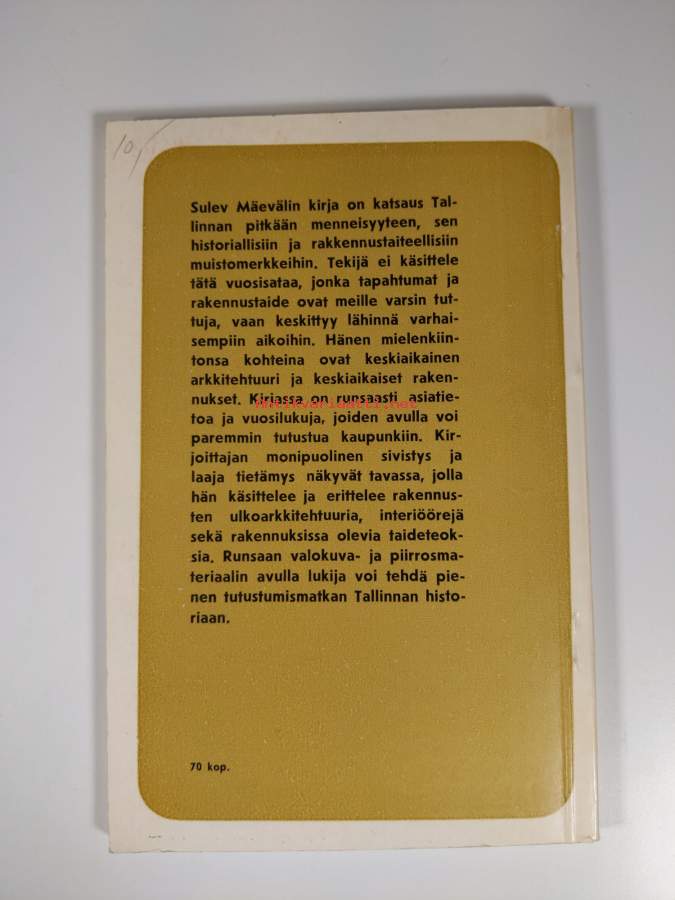 10,-
Sulev Mäevälin kirja on katsaus Tal-
linnan pitkään menneisyyteen, sen
historiallisiin ja rakkennustaiteellisiin
muistomerkkeihin. Tekijä ei käsittele
tätä vuosisataa, jonka tapahtumat ja
rakennustaide ovat meille varsin tut-
tuja, vaan keskittyy lähinnä varhai-
sempiin aikoihin. Hänen mielenkiin-
tonsa kohteina ovat keskiaikainen
arkkitehtuuri ja keskiaikaiset raken-
nukset. Kirjassa on runsaasti asiatie-
Antikvariaatti.net
toa ja vuosilukuja, joiden avulla voi
paremmin tutustua kaupunkiin. Kir-
joittajan monipuolinen sivistys ja
laaja tietämys näkyvät tavassa, jolla
hän käsittelee ja erittelee rakennus-
ten ulkoarkkitehtuuria, interiöörejä
sekä rakennuksissa olevia taideteok-
sia. Runsaan valokuva- ja piirrosma-
teriaalin avulla lukija voi tehdä pie-
nen tutustumismatkan Tallinnan histo-
riaan.
70 kop.